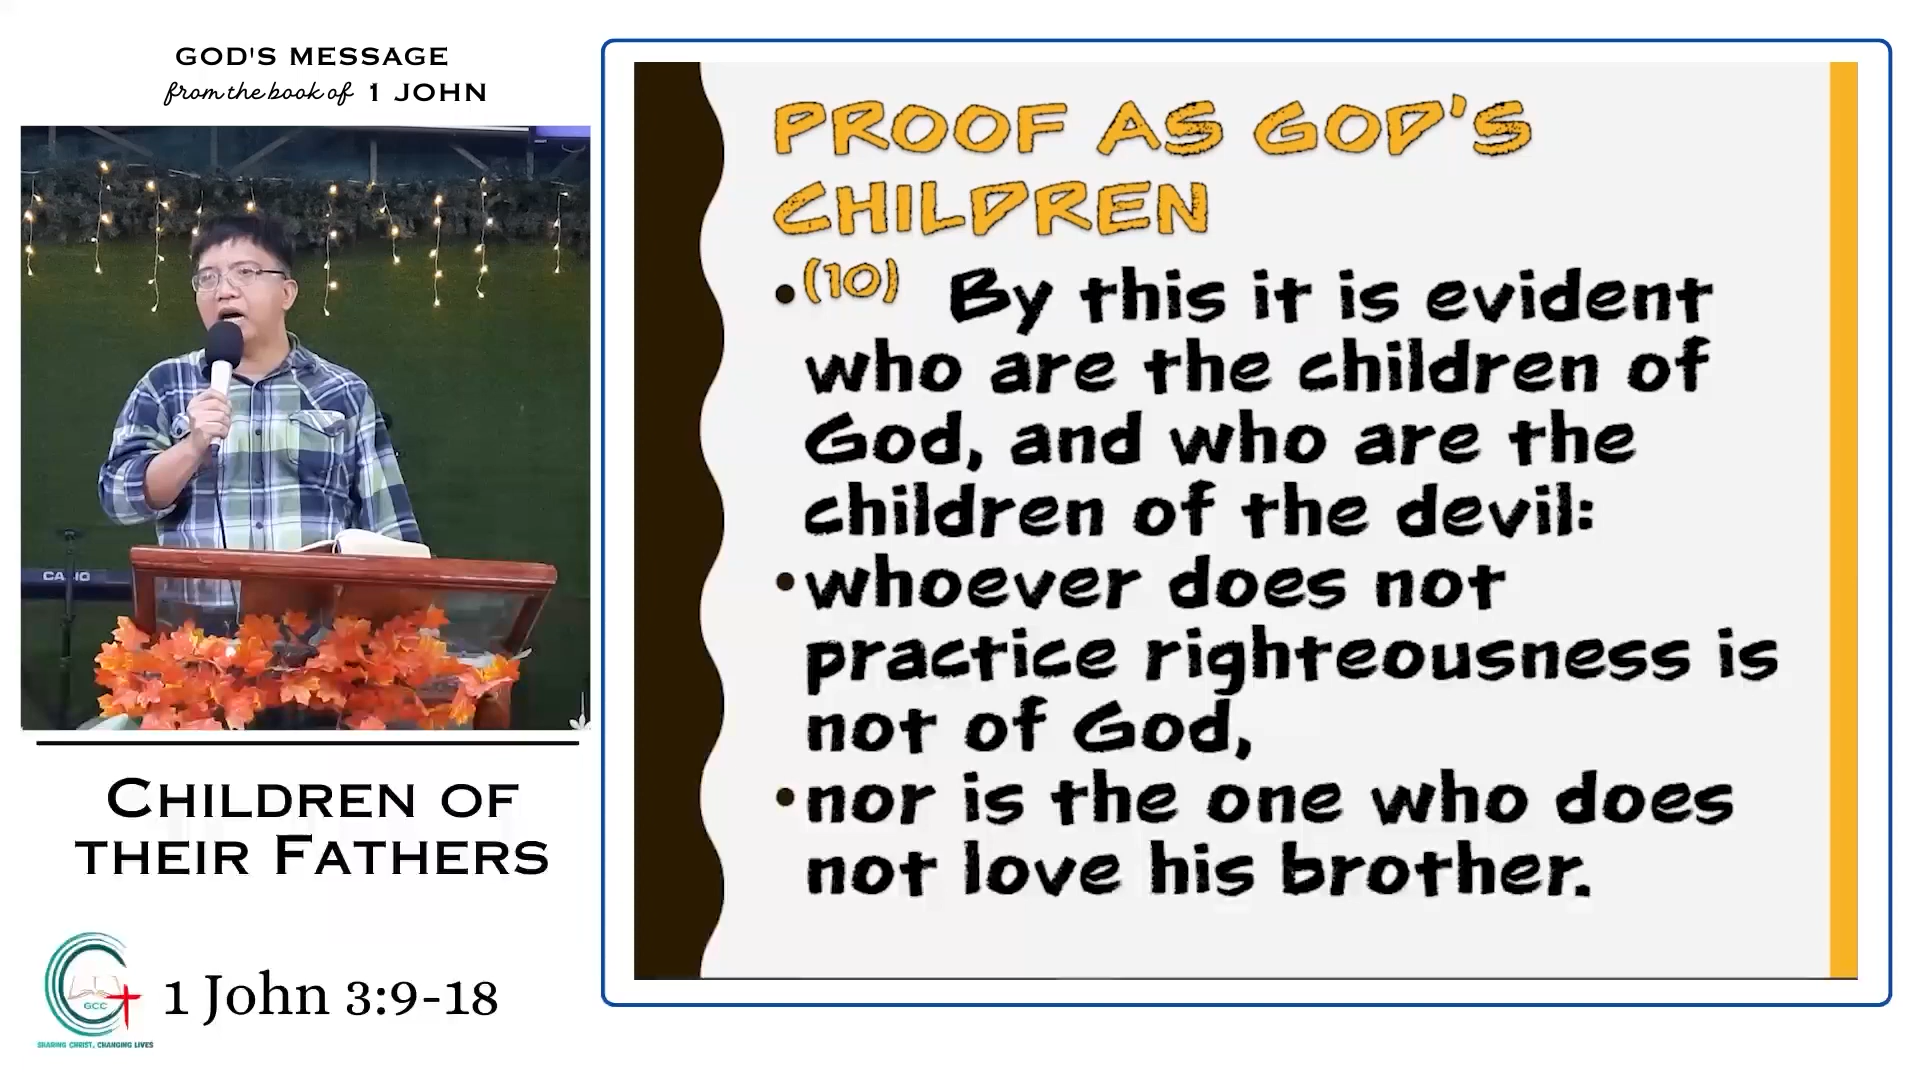 GOD'S MESSAGE
from the book of 1 JOHN
CHILDREN OF
THEIR FATHERS
GCC
SHARING CHRIST, CHANGING LIVES
1 John 3:9-18
PROOF AS GOD'S
CHILDREN
•(10) By this it is evident
who are the children of
God, and who are the
children of the devil:
•whoever does not
practice righteousness is
not of God,
•nor is the one who does
not love his brother.